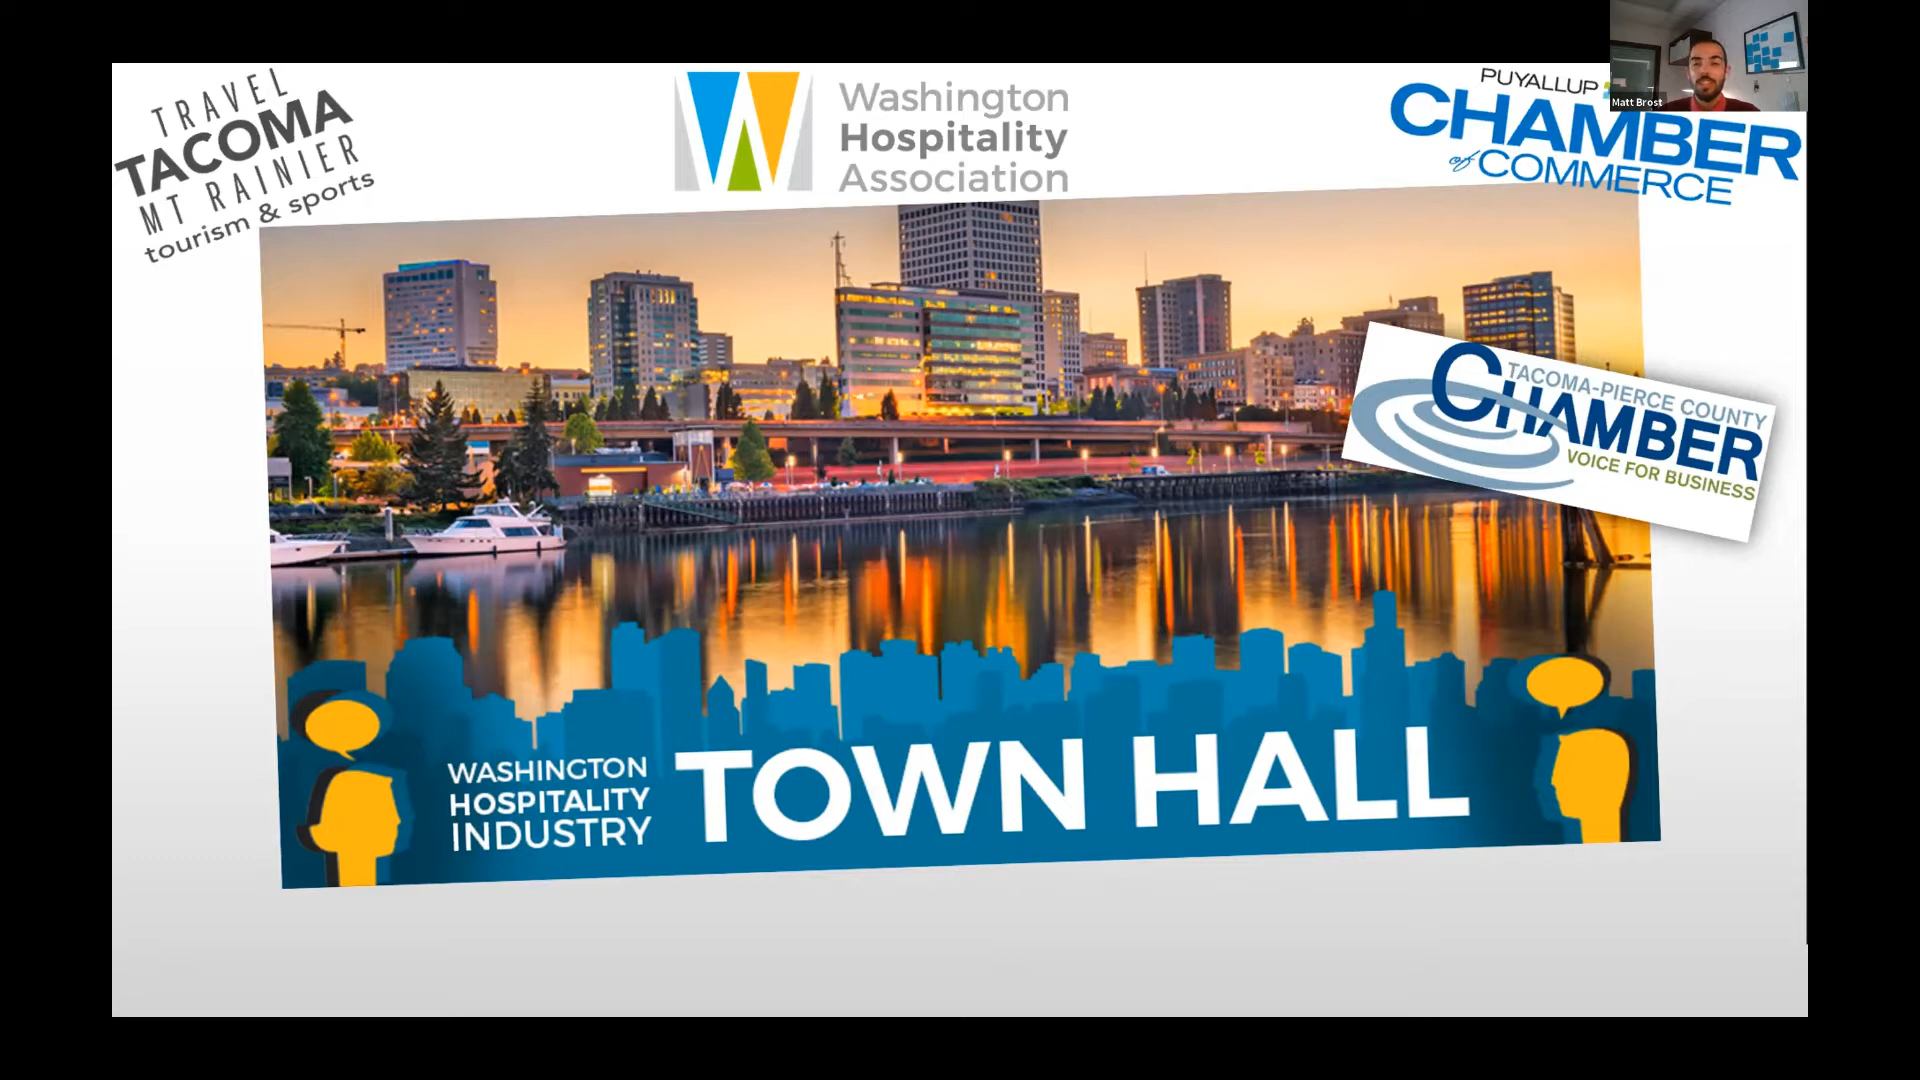 TRAVEL
TACOMA
MT RAINIER
tourism & sports
Washington
Hospitality
Association
PUYALLUP
CHAMBER
of COMMERCE
Matt Brost
TACOMA-PIERCE COUNTY
CHAMBER
VOICE FOR BUSINESS
WASHINGTON
HOSPITALITY
INDUSTRY
TOWN HALL